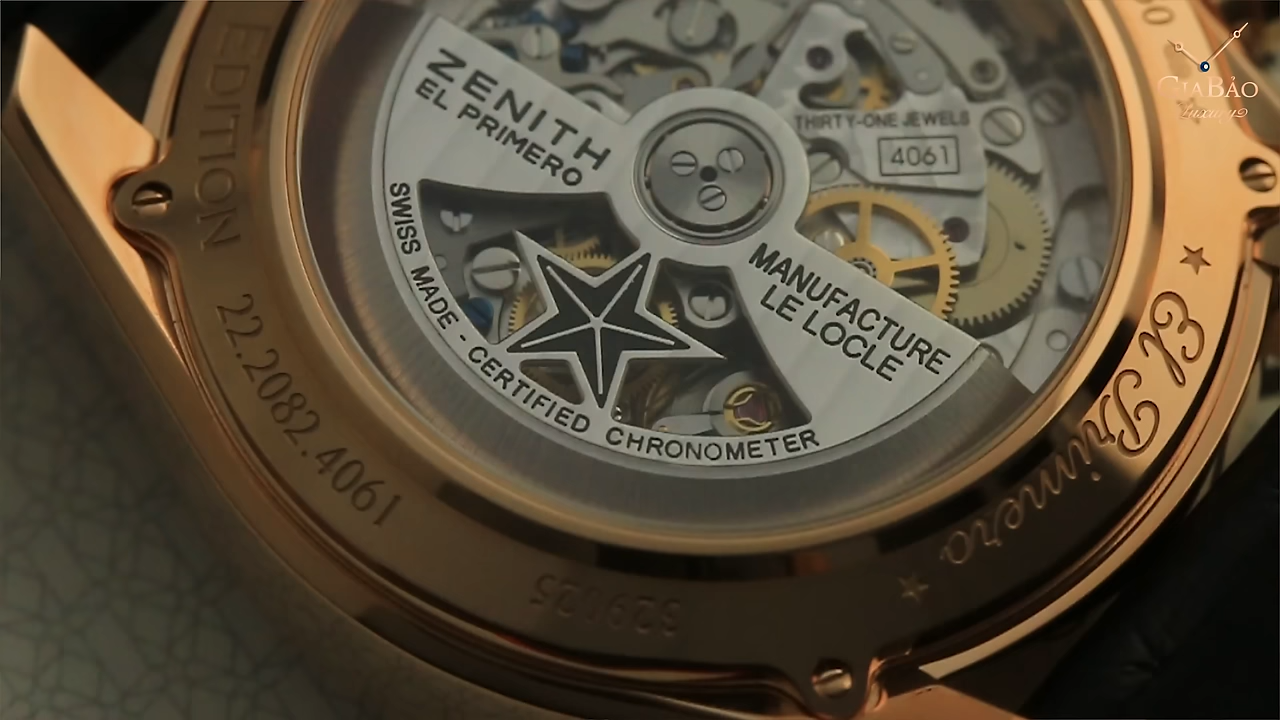 GIABẢO
Luxury
ZENITH
EL PRIMERO
THIRTY-ONE JEWELS
4061
SWISS MADE - CERTIFIED CHRONOMETER
MANUFACTURE
LE LOCLE
EDITION
22.2082.4061
El Primero